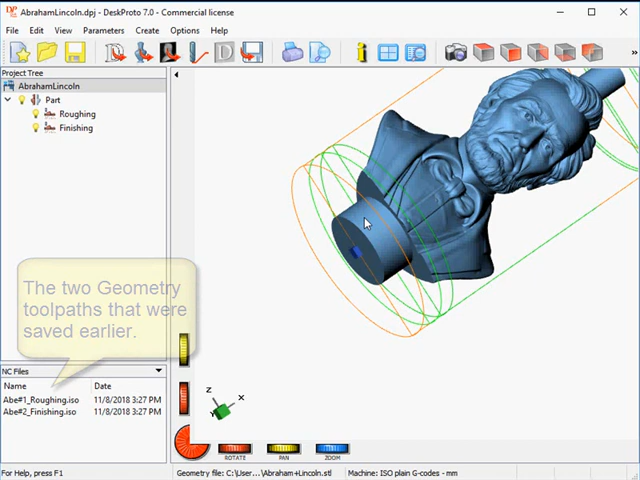 AbrahamLincoln.dpj - DeskProto 7.0 - Commercial license
File Edit View Parameters Create Options Help
Project Tree
AbrahamLincoln
Part
Roughing
Finishing
The two Geometry
toolpaths that were
saved earlier.
NC Files
Name Date
Abe#1_Roughing.iso 11/8/2018 3:27 PM
Abe#2_Finishing.iso 11/8/2018 3:27 PM
Z
X
Y
ROTATE PAN ZOOM
For Help, press F1 Geometry file: C:\User...\Abraham+Lincoln.stl Machine: ISO plain G-codes - mm